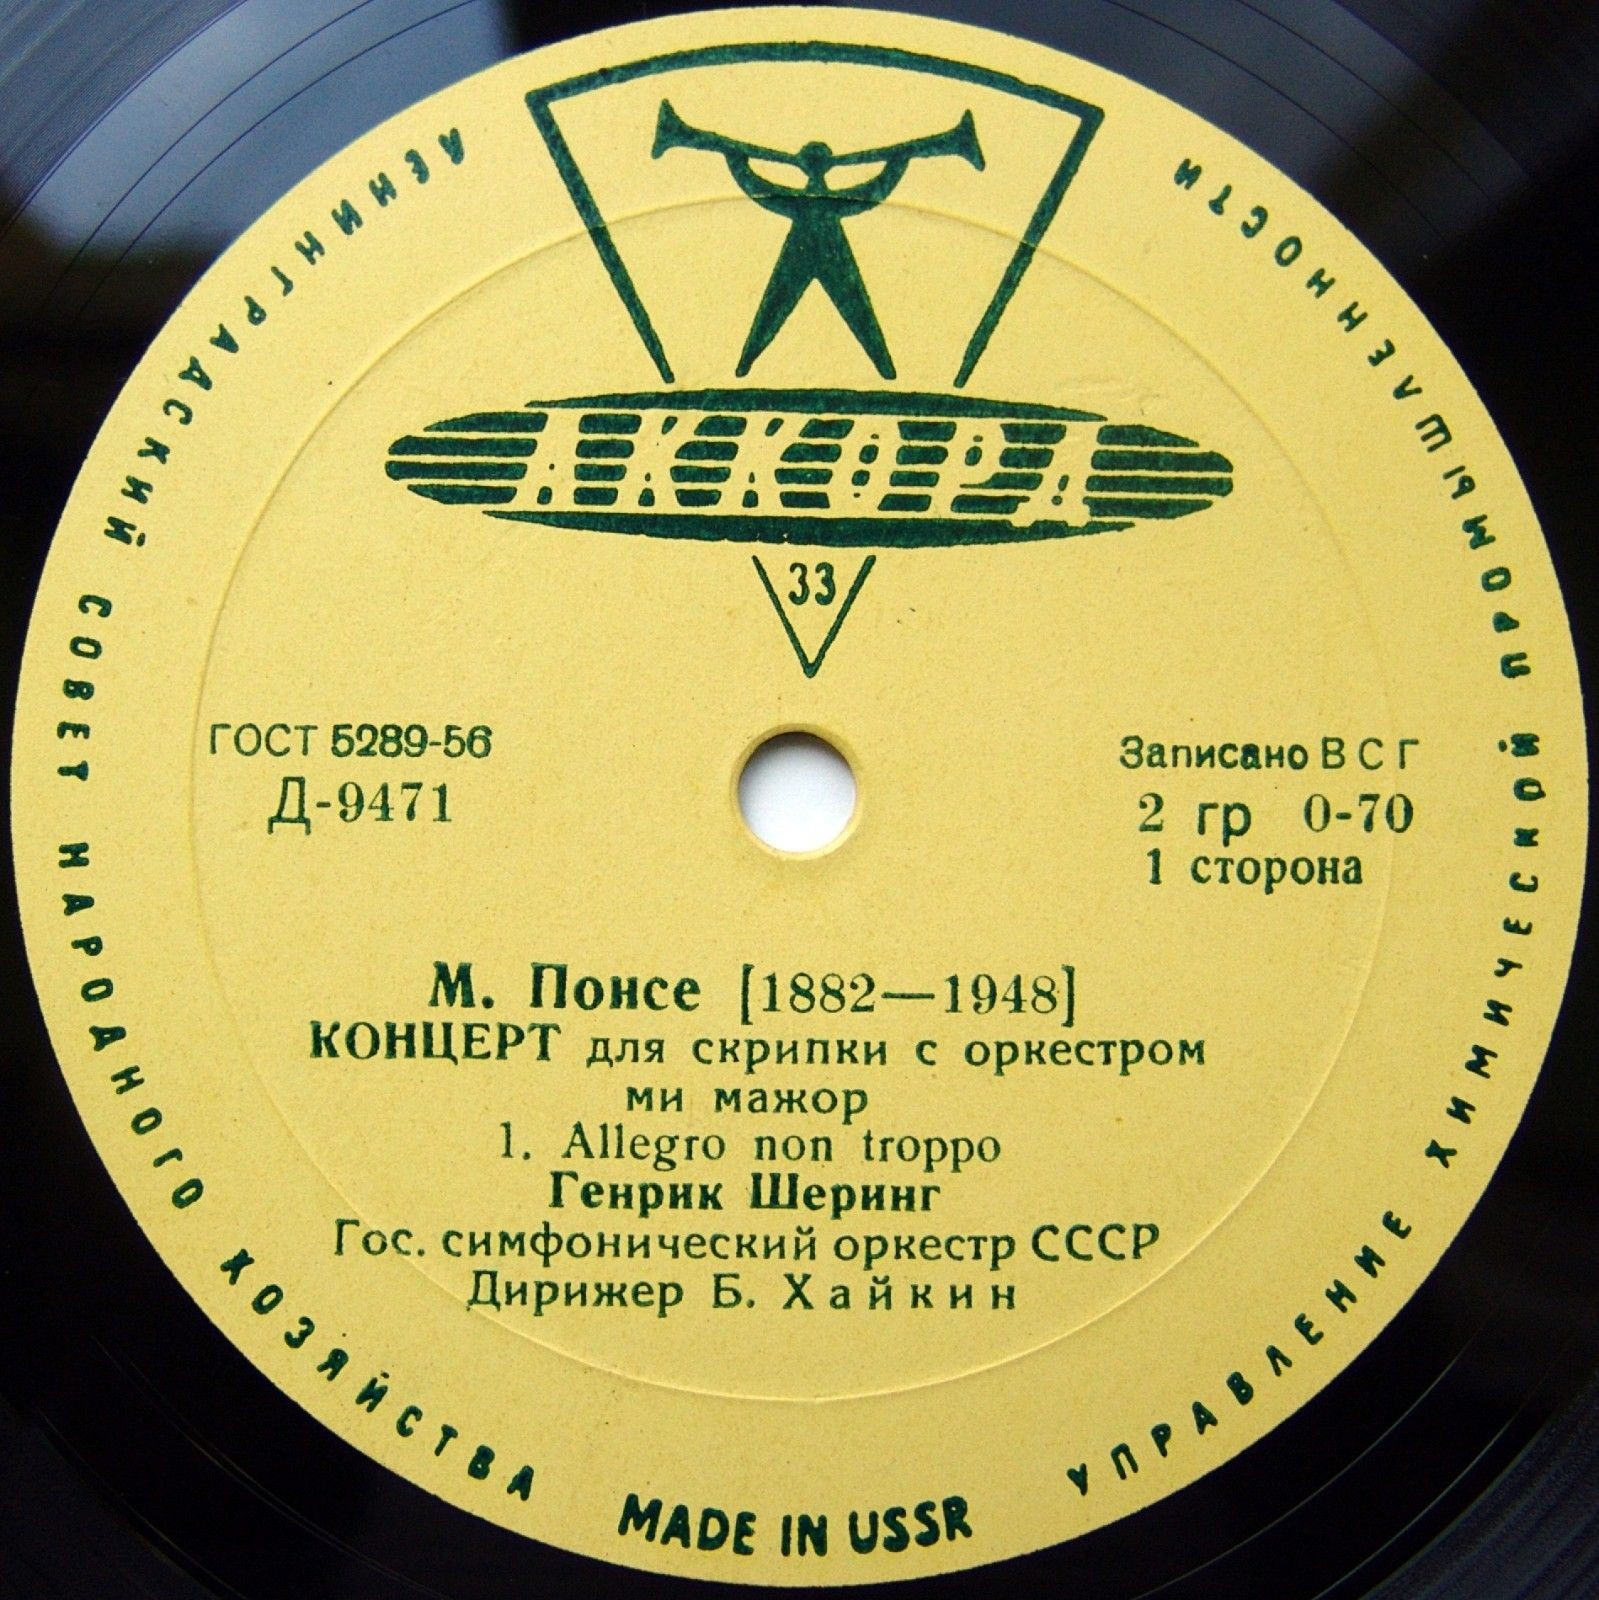 ЛЕНИНГРАДСКИЙ СОВЕТ НАРОДНОГО ХОЗЯЙСТВА
УПРАВЛЕНИЕ ХИМИЧЕСКОЙ ПРОМЫШЛЕННОСТИ
АККОРД
33
ГОСТ 5289-56
Д-9471
Записано ВСГ
2 гр 0-70
1 сторона
М. Понсе [1882—1948]
КОНЦЕРТ для скрипки с оркестром
ми мажор
1. Allegro non troppo
Генрик Шеринг
Гос. симфонический оркестр СССР
Дирижер Б. Хайкин
MADE IN USSR